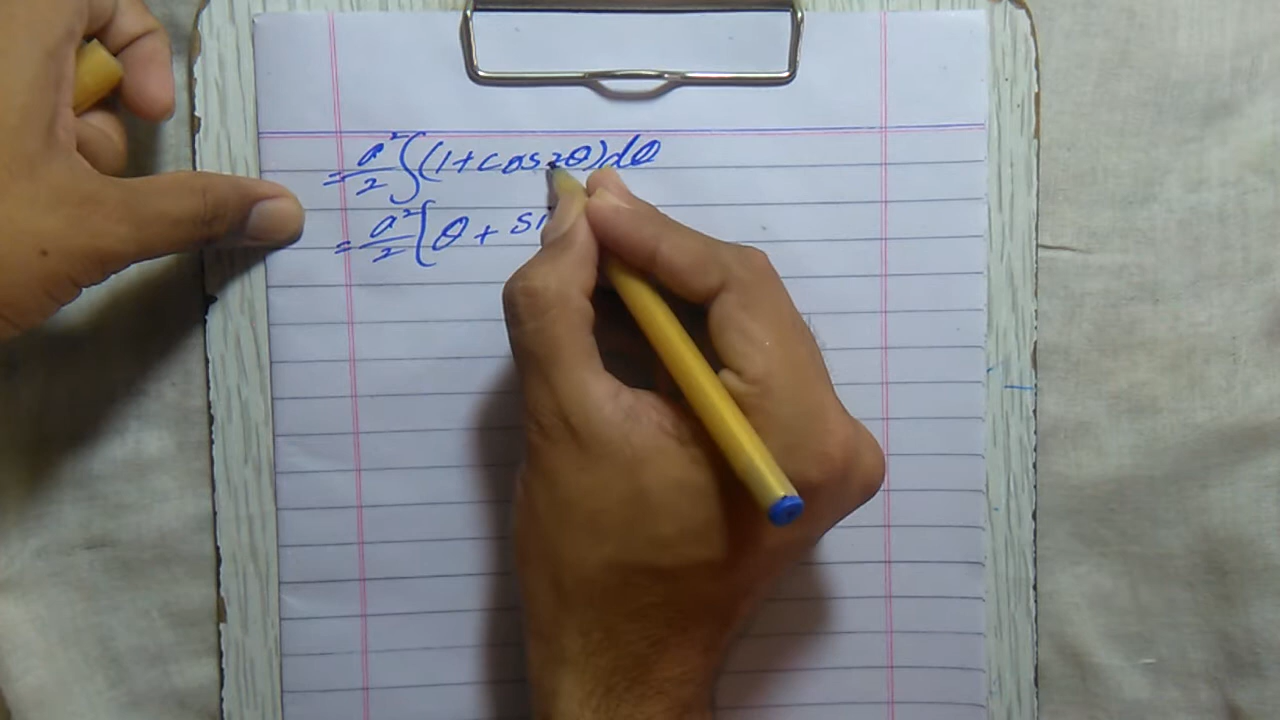 = a²/2 ∫(1+cos2θ)dθ
= a²/2 [θ + si